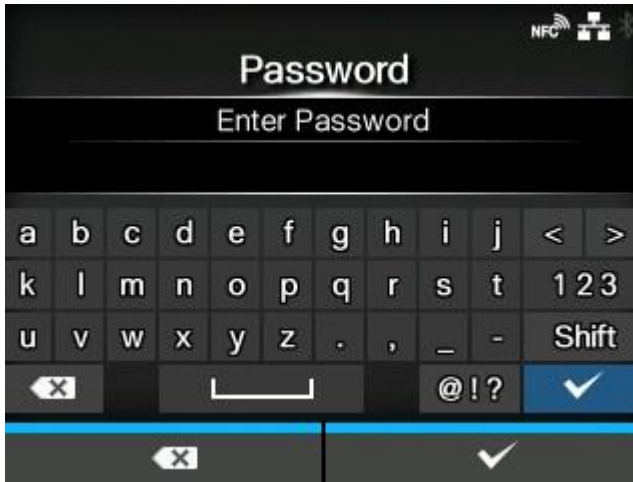 NFC
Password
Enter Password
a b c d e f g h i j < >
k l m n o p q r s t 123
u v w x y z . , _ - Shift
@!?